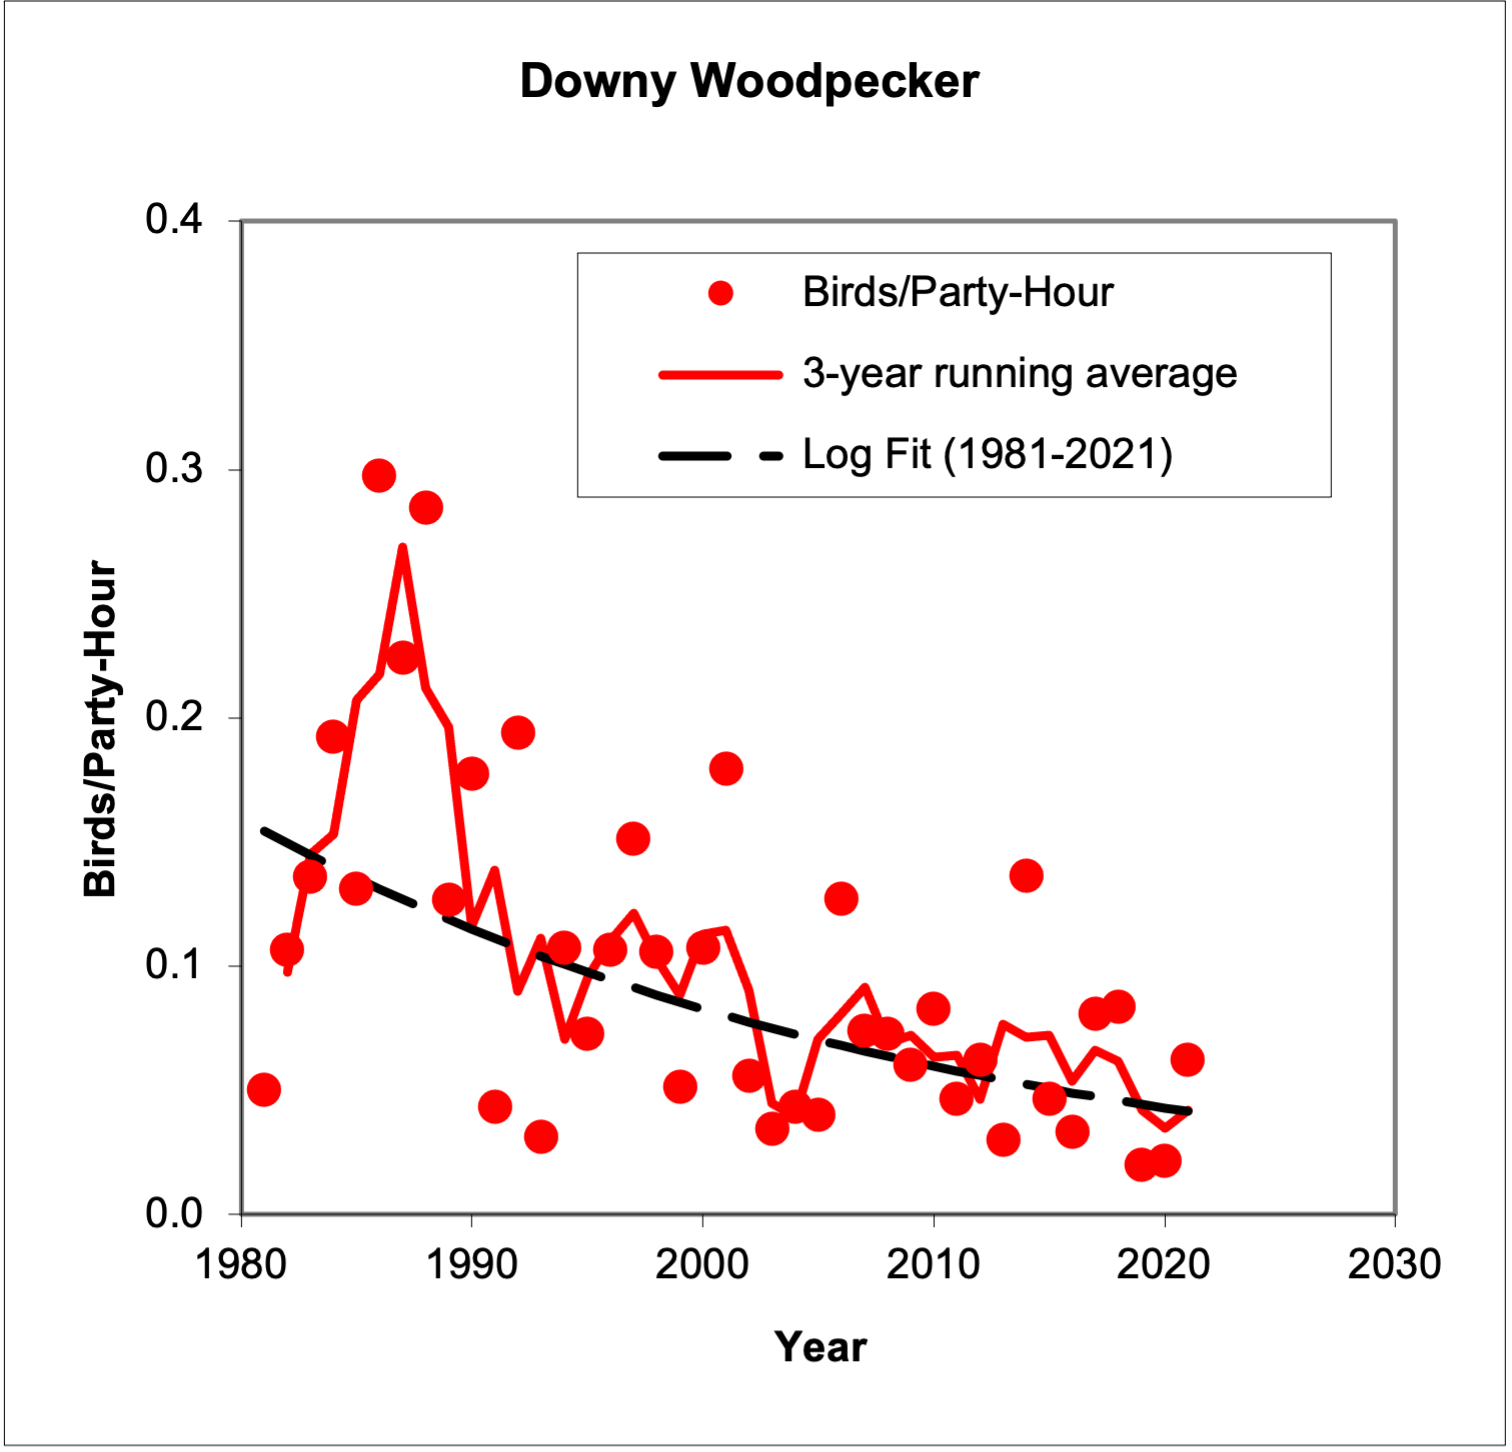 Downy Woodpecker
0.4
0.3
0.2
0.1
0.0
Birds/Party-Hour
Birds/Party-Hour
3-year running average
Log Fit (1981-2021)
1980 1990 2000 2010 2020 2030
Year